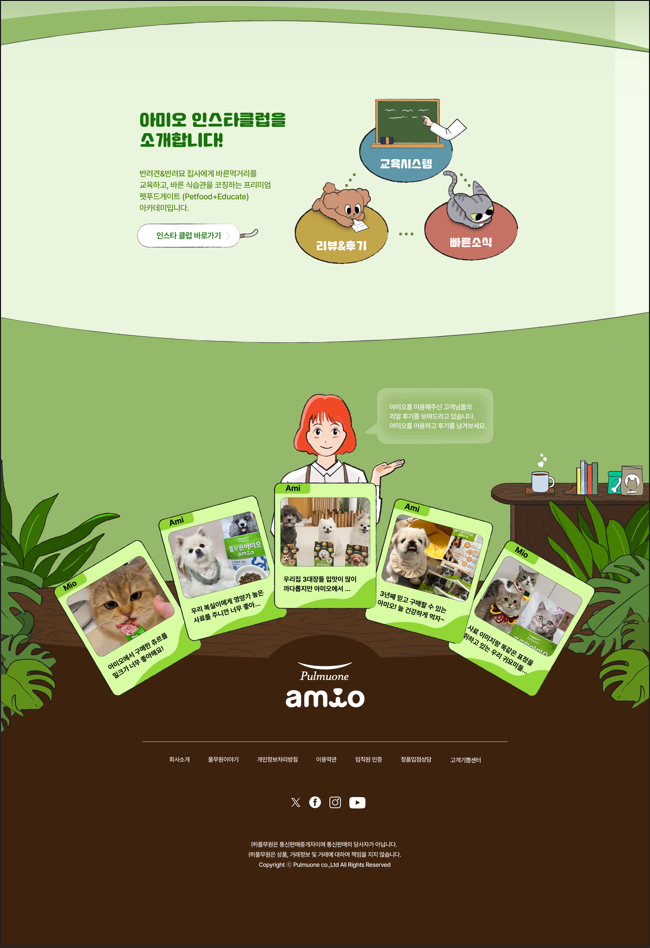 아미오 인스타클럽을
소개합니다!
반려견&반려묘 집사에게 바른먹거리를
교육하고, 바른 식습관을 코칭하는 프리미엄
펫푸드게이트 (Petfood+Educate)
아카데미입니다.
인스타 클럽 바로가기
교육시스템
리뷰&후기
빠른소식
아미오를 이용해주신 고객님들의
리얼 후기를 보여드리고 있습니다.
아미오를 이용하고 후기를 남겨보세요.
Mio
아미오에서 구매한 츄르를
밀크가 너무 좋아해요!
Ami
풀무원아미오
amio
우리 복실이에게 영양가 높은
사료를 주니깐 너무 좋아...
Ami
우리집 3대장들 입맛이 많이
까다롭지만 아미오에서 ...
Ami
3년째 믿고 구매할 수 있는
아미오! 늘 건강하게 먹자~
Mio
사료 이미지랑 똑같은 표정을
취하고 있는 우리 귀요미들...
Pulmuone
amio
회사소개
풀무원이야기
개인정보처리방침
이용약관
임직원 인증
정품입점상담
고객기쁨센터
㈜풀무원은 통신판매중개자이며 통신판매의 당사자가 아닙니다.
㈜풀무원은 상품, 거래정보 및 거래에 대하여 책임을 지지 않습니다.
Copyright ⓒ Pulmuone co.,Ltd All Rights Reserved